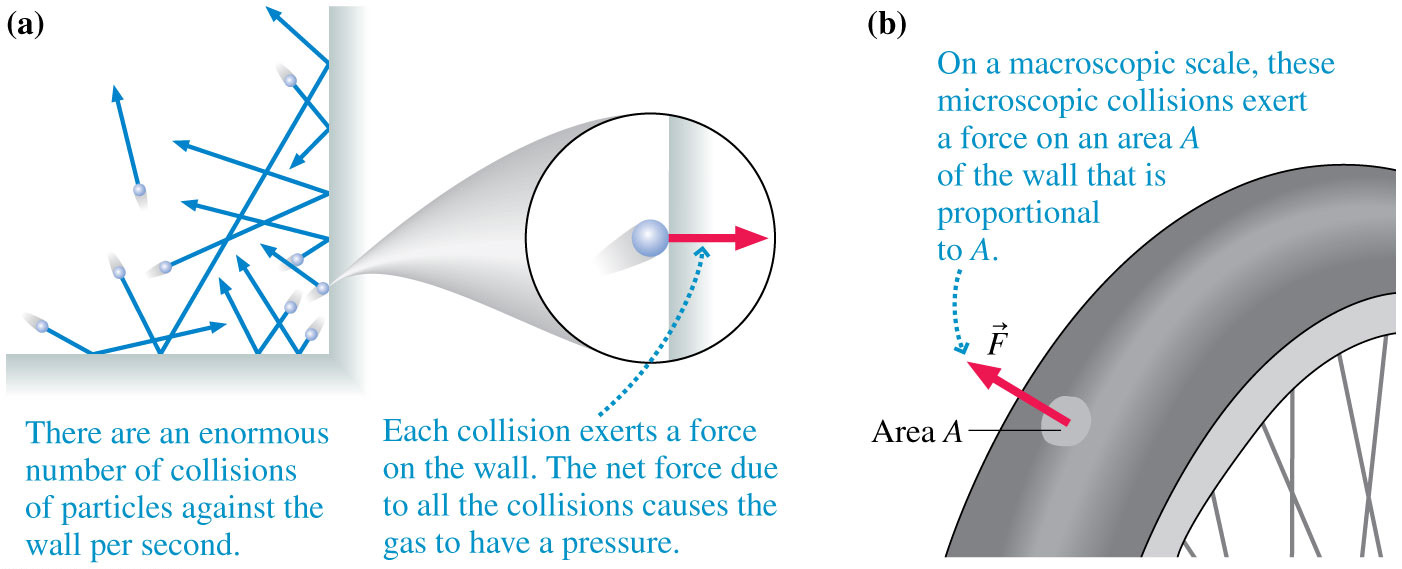 (a)
There are an enormous
number of collisions
of particles against the
wall per second.
Each collision exerts a force
on the wall. The net force due
to all the collisions causes the
gas to have a pressure.
(b)
On a macroscopic scale, these
microscopic collisions exert
a force on an area A
of the wall that is
proportional
to A.
F⃗
Area A